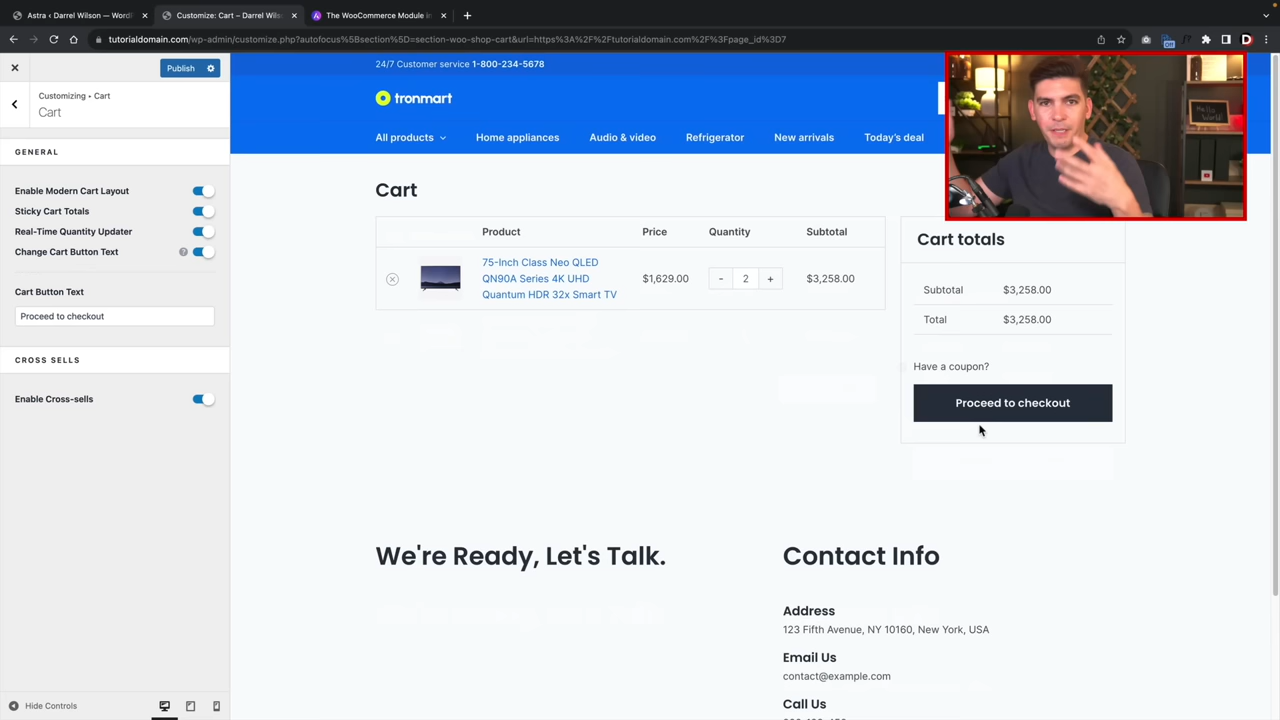 Astra ‹ Darrel Wilson — WordP
Customize: Cart – Darrel Wils
The WooCommerce Module in
tutorialdomain.com/wp-admin/customize.php?autofocus%5Bsection%5D=section-woo-shop-cart&url=https%3A%2F%2Ftutorialdomain.com%2F%3Fpage_id%3D7
Off
D
Publish
Customizing • Cart
Cart
GENERAL
Enable Modern Cart Layout
Sticky Cart Totals
Real-Time Quantity Updater
Change Cart Button Text
Cart Button Text
Proceed to checkout
CROSS SELLS
Enable Cross-sells
Hide Controls
24/7 Customer service 1-800-234-5678
tronmart
All products
Home appliances
Audio & video
Refrigerator
New arrivals
Today's deal
Hello
World!
Cart
Product
Price
Quantity
Subtotal
75-Inch Class Neo QLED
QN90A Series 4K UHD
Quantum HDR 32x Smart TV
$1,629.00
- 2 +
$3,258.00
Cart totals
Subtotal $3,258.00
Total $3,258.00
Have a coupon?
Proceed to checkout
We're Ready, Let's Talk.
Contact Info
Address
123 Fifth Avenue, NY 10160, New York, USA
Email Us
contact@example.com
Call Us